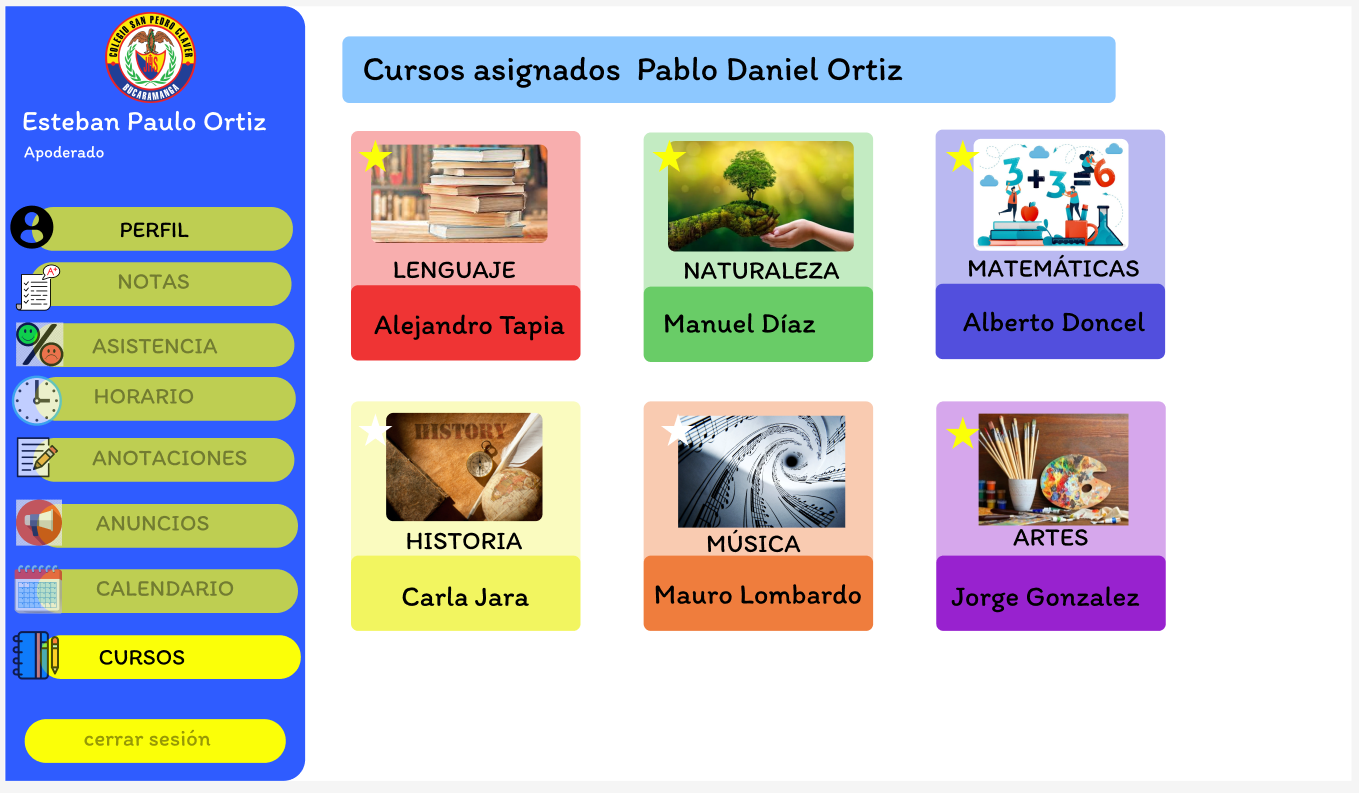 COLEGIO SAN PEDRO CLAVER
BUCARAMANGA
Esteban Paulo Ortiz
Apoderado
PERFIL
A+
NOTAS
ASISTENCIA
HORARIO
ANOTACIONES
ANUNCIOS
CALENDARIO
CURSOS
cerrar sesión
Cursos asignados Pablo Daniel Ortiz
LENGUAJE
Alejandro Tapia
NATURALEZA
Manuel Díaz
3+3=6
MATEMÁTICAS
Alberto Doncel
HISTORY
HISTORIA
Carla Jara
MÚSICA
Mauro Lombardo
ARTES
Jorge Gonzalez